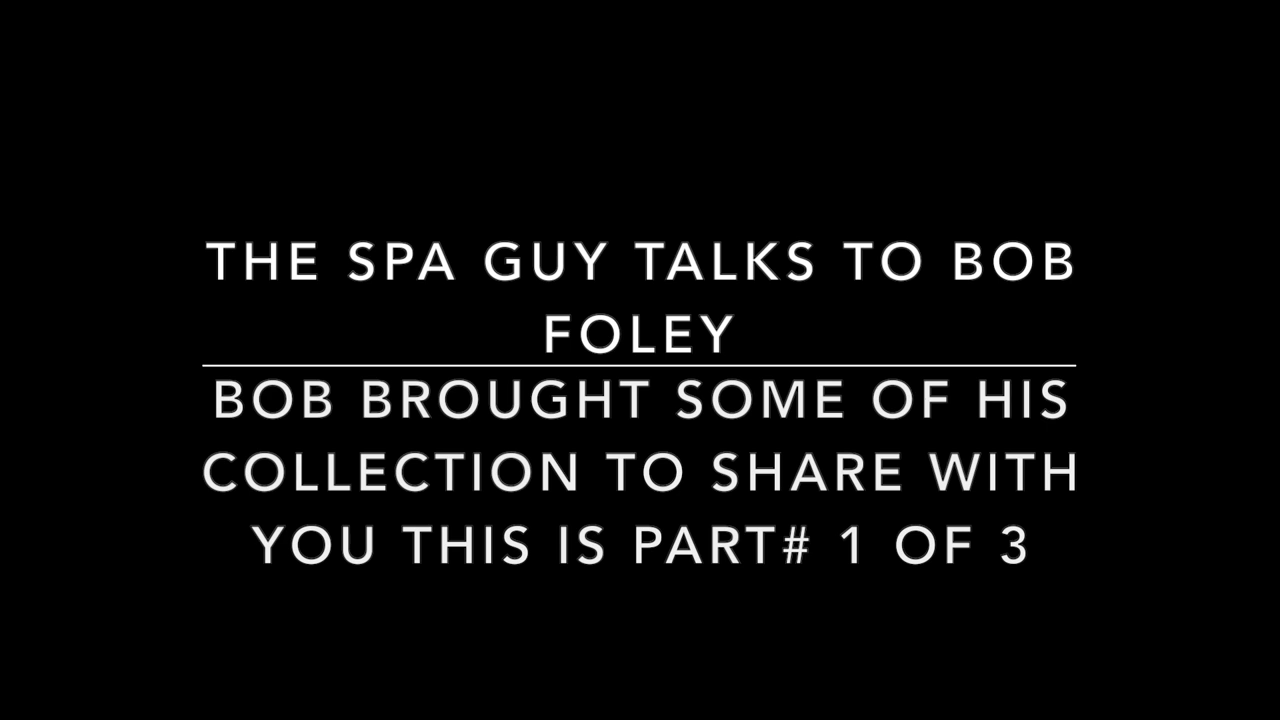 THE SPA GUY TALKS TO BOB
FOLEY
BOB BROUGHT SOME OF HIS
COLLECTION TO SHARE WITH
YOU THIS IS PART# 1 OF 3